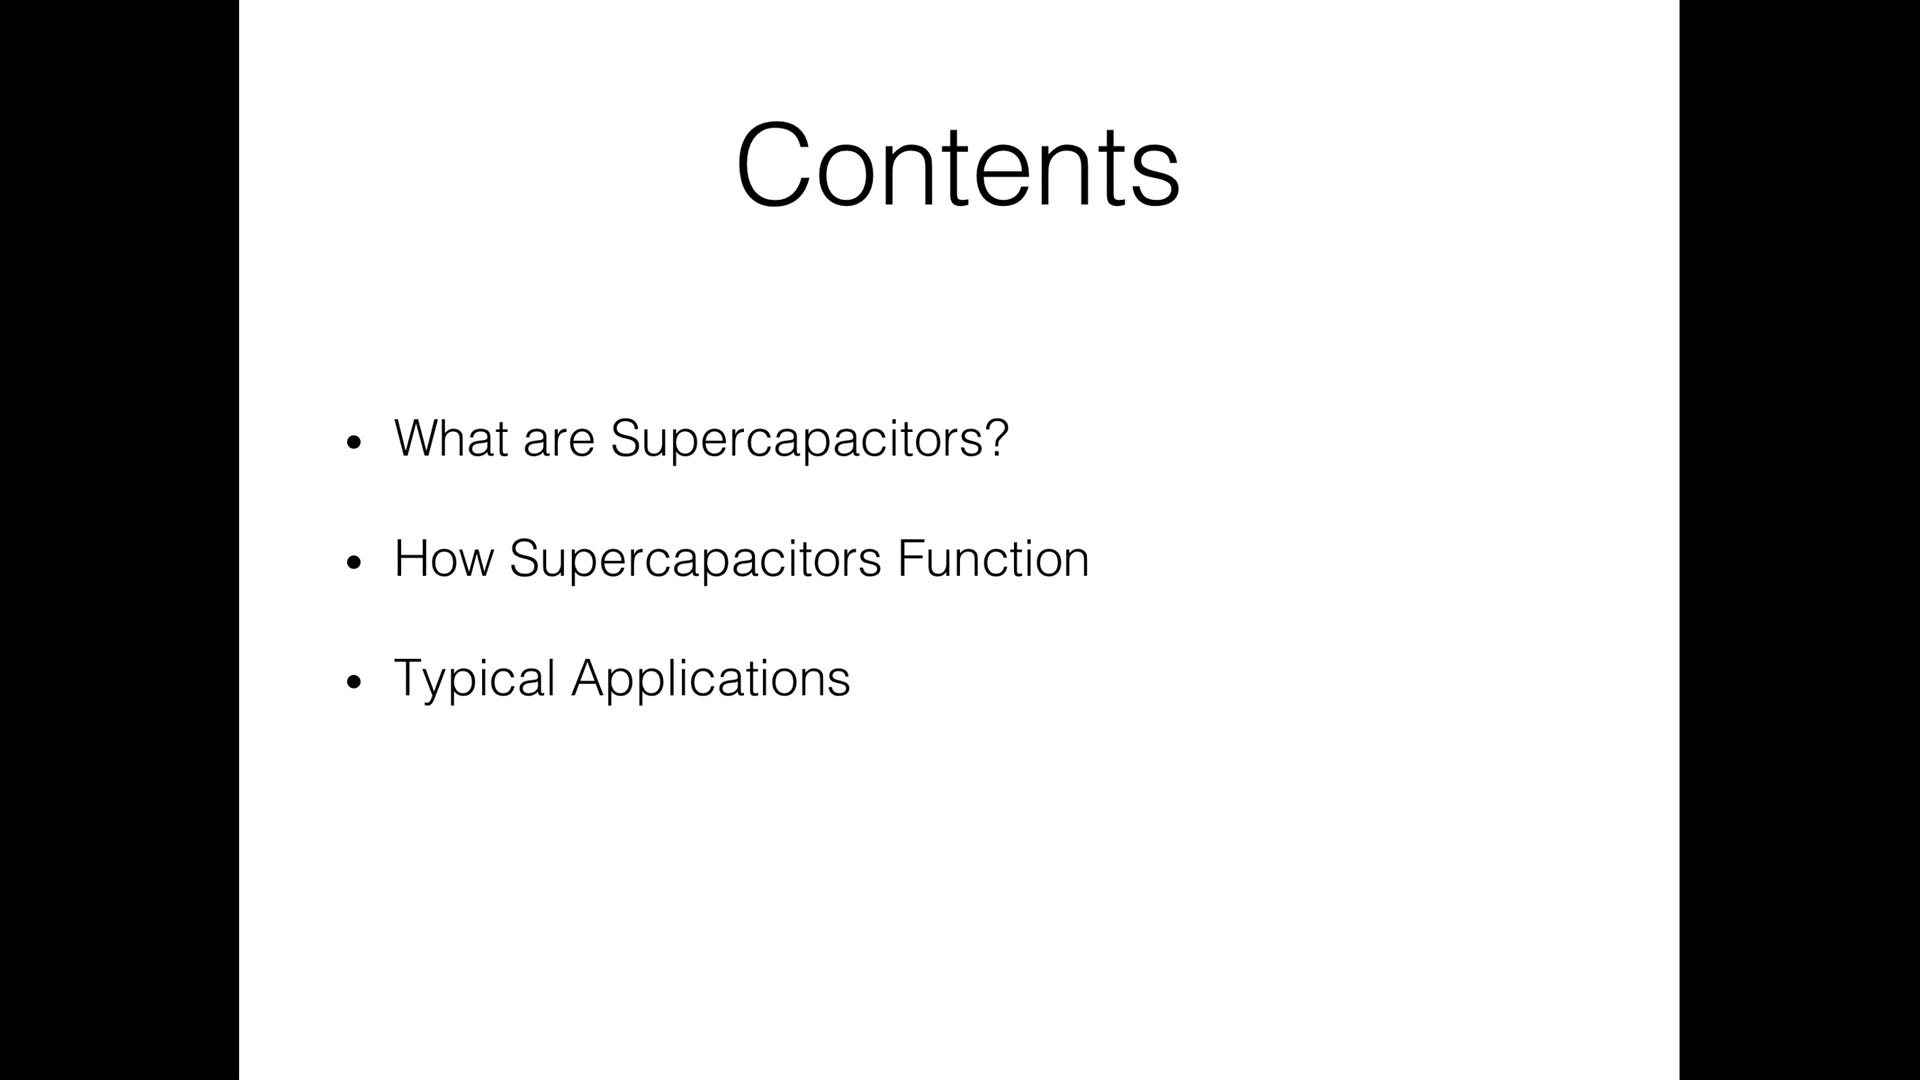 Contents
• What are Supercapacitors?
• How Supercapacitors Function
• Typical Applications